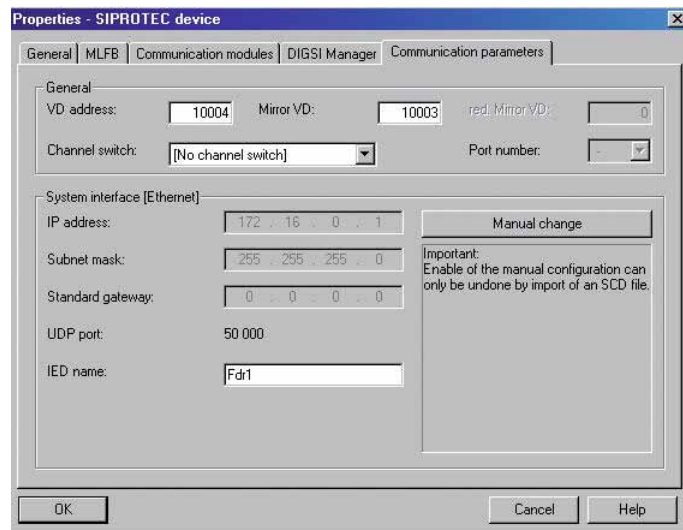 Properties - SIPROTEC device
General MLFB Communication modules DIGSI Manager Communication parameters
General
VD address: 10004 Mirror VD: 10003 red. Mirror VD: 0
Channel switch: [No channel switch] Port number: -
System interface [Ethernet]
IP address: 172 . 16 . 0 . 1 Manual change
Important:
Enable of the manual configuration can
only be undone by import of an SCD file.
Subnet mask: 255 . 255 . 255 . 0
Standard gateway: 0 . 0 . 0 . 0
UDP port: 50 000
IED name: Fdr1
OK Cancel Help